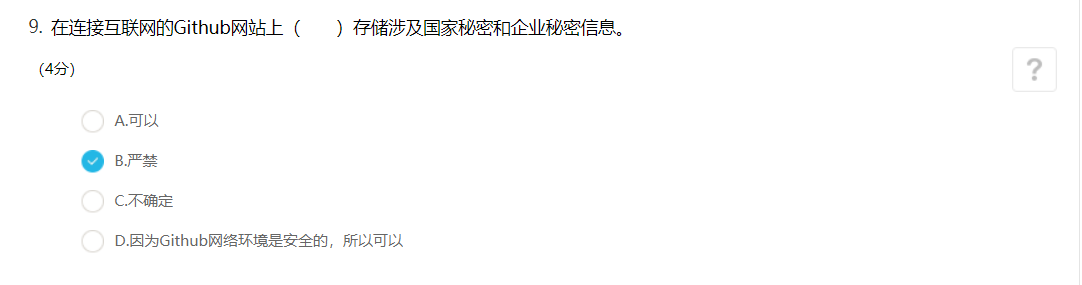 9. 在连接互联网的Github网站上（　　）存储涉及国家秘密和企业秘密信息。
(4分)
?
A.可以
B.严禁
C.不确定
D.因为Github网络环境是安全的，所以可以